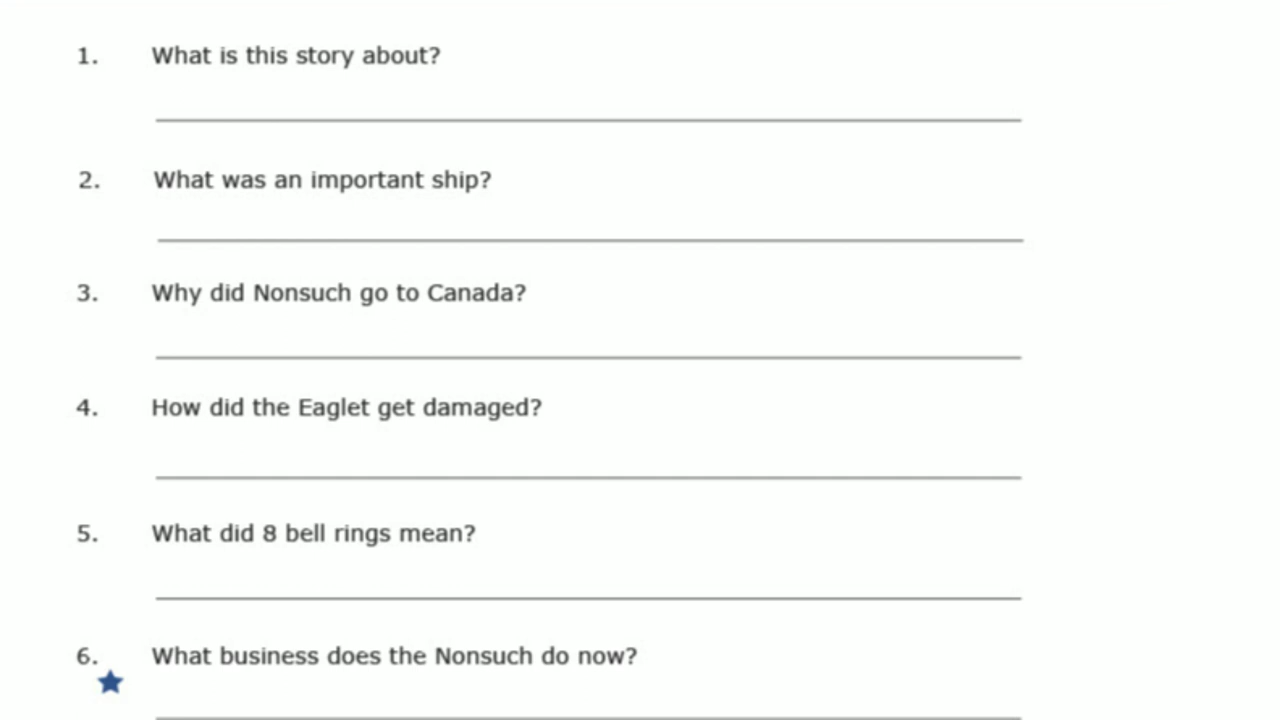 1. What is this story about?
2. What was an important ship?
3. Why did Nonsuch go to Canada?
4. How did the Eaglet get damaged?
5. What did 8 bell rings mean?
6. What business does the Nonsuch do now?